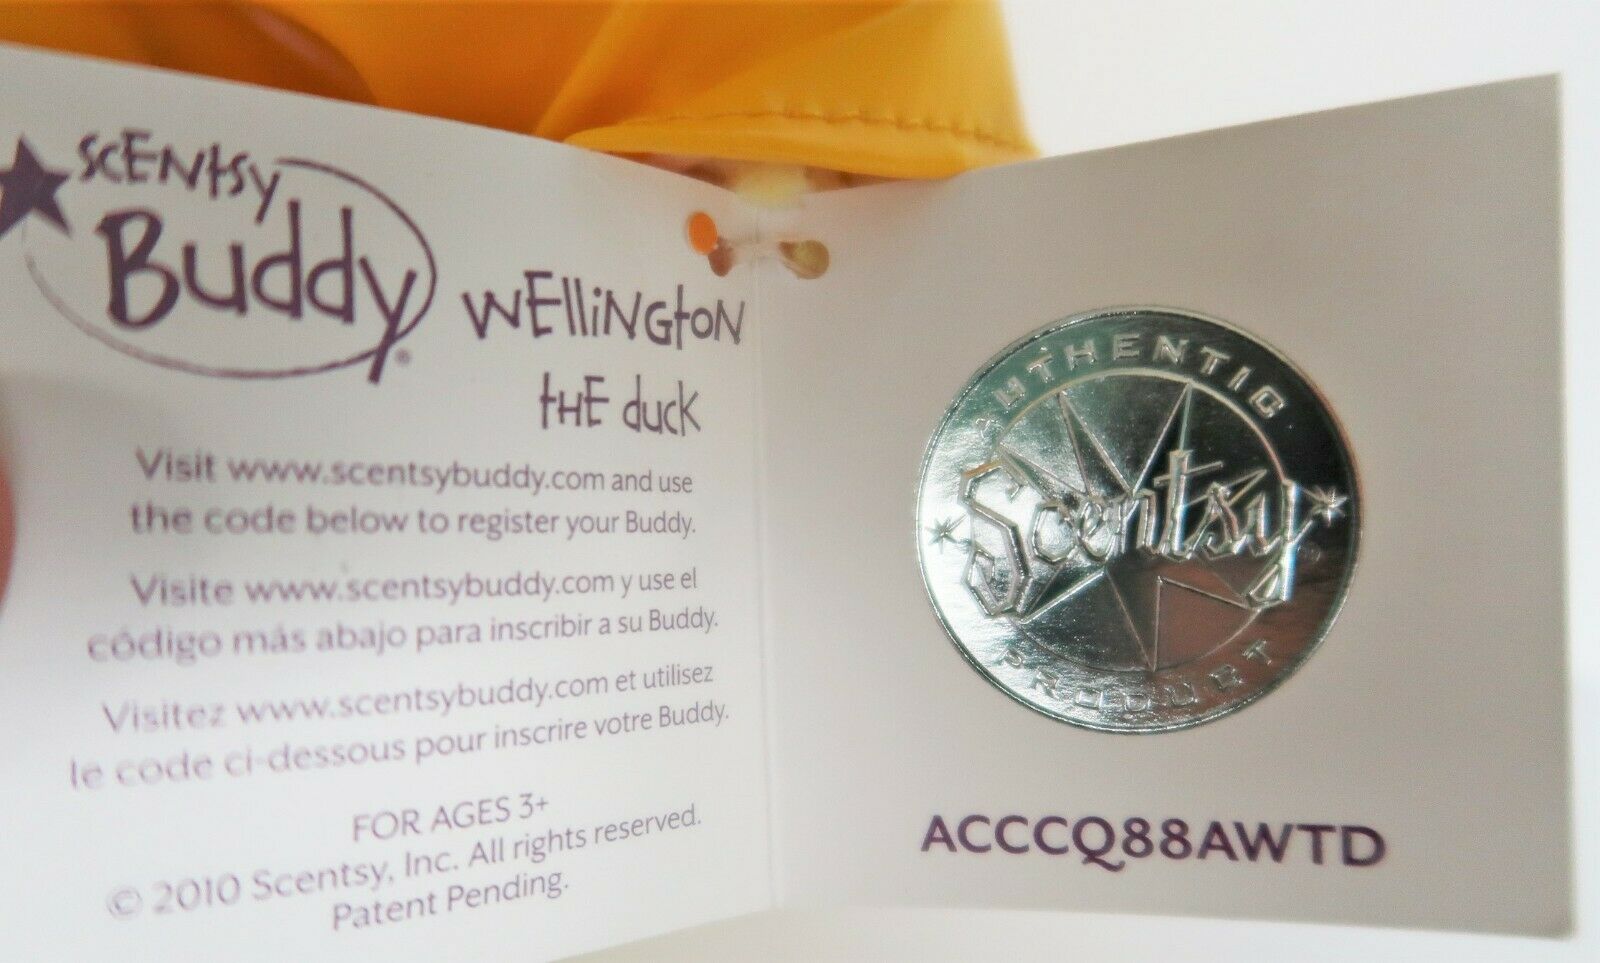 SCENTSY
Buddy®
WELLINGTON
THE duck
Visit www.scentsybuddy.com and use
the code below to register your Buddy.
Visite www.scentsybuddy.com y use el
código más abajo para inscribir a su Buddy.
Visitez www.scentsybuddy.com et utilisez
le code ci-dessous pour inscrire votre Buddy.
FOR AGES 3+
© 2010 Scentsy, Inc. All rights reserved.
Patent Pending.
AUTHENTIC
Scentsy
PRODUCT
ACCCQ88AWTD